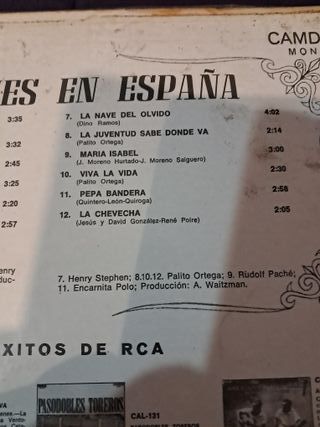 CAMD
MON
ES EN ESPAÑA
3:35
3:32
2:45
3:25
2:20
2:57
7. LA NAVE DEL OLVIDO 4:02
(Dino Ramos)
8. LA JUVENTUD SABE DONDE VA 2:14
(Palito Ortega)
9. MARIA ISABEL 3:00
(J. Moreno Hurtado-J. Moreno Salguero)
10. VIVA LA VIDA 2:30
(Palito Ortega)
11. PEPA BANDERA 2:58
(Quintero-León-Quiroga)
12. LA CHEVECHA 2:05
(Jesús y David González-René Poire)
enry
duc-
7. Henry Stephen; 8.10.12. Palito Ortega; 9. Rudolf Paché;
11. Encarnita Polo; Producción: A. Waitzman.
XITOS DE RCA
VA
PASODOBLES TOREROS
CAL-131